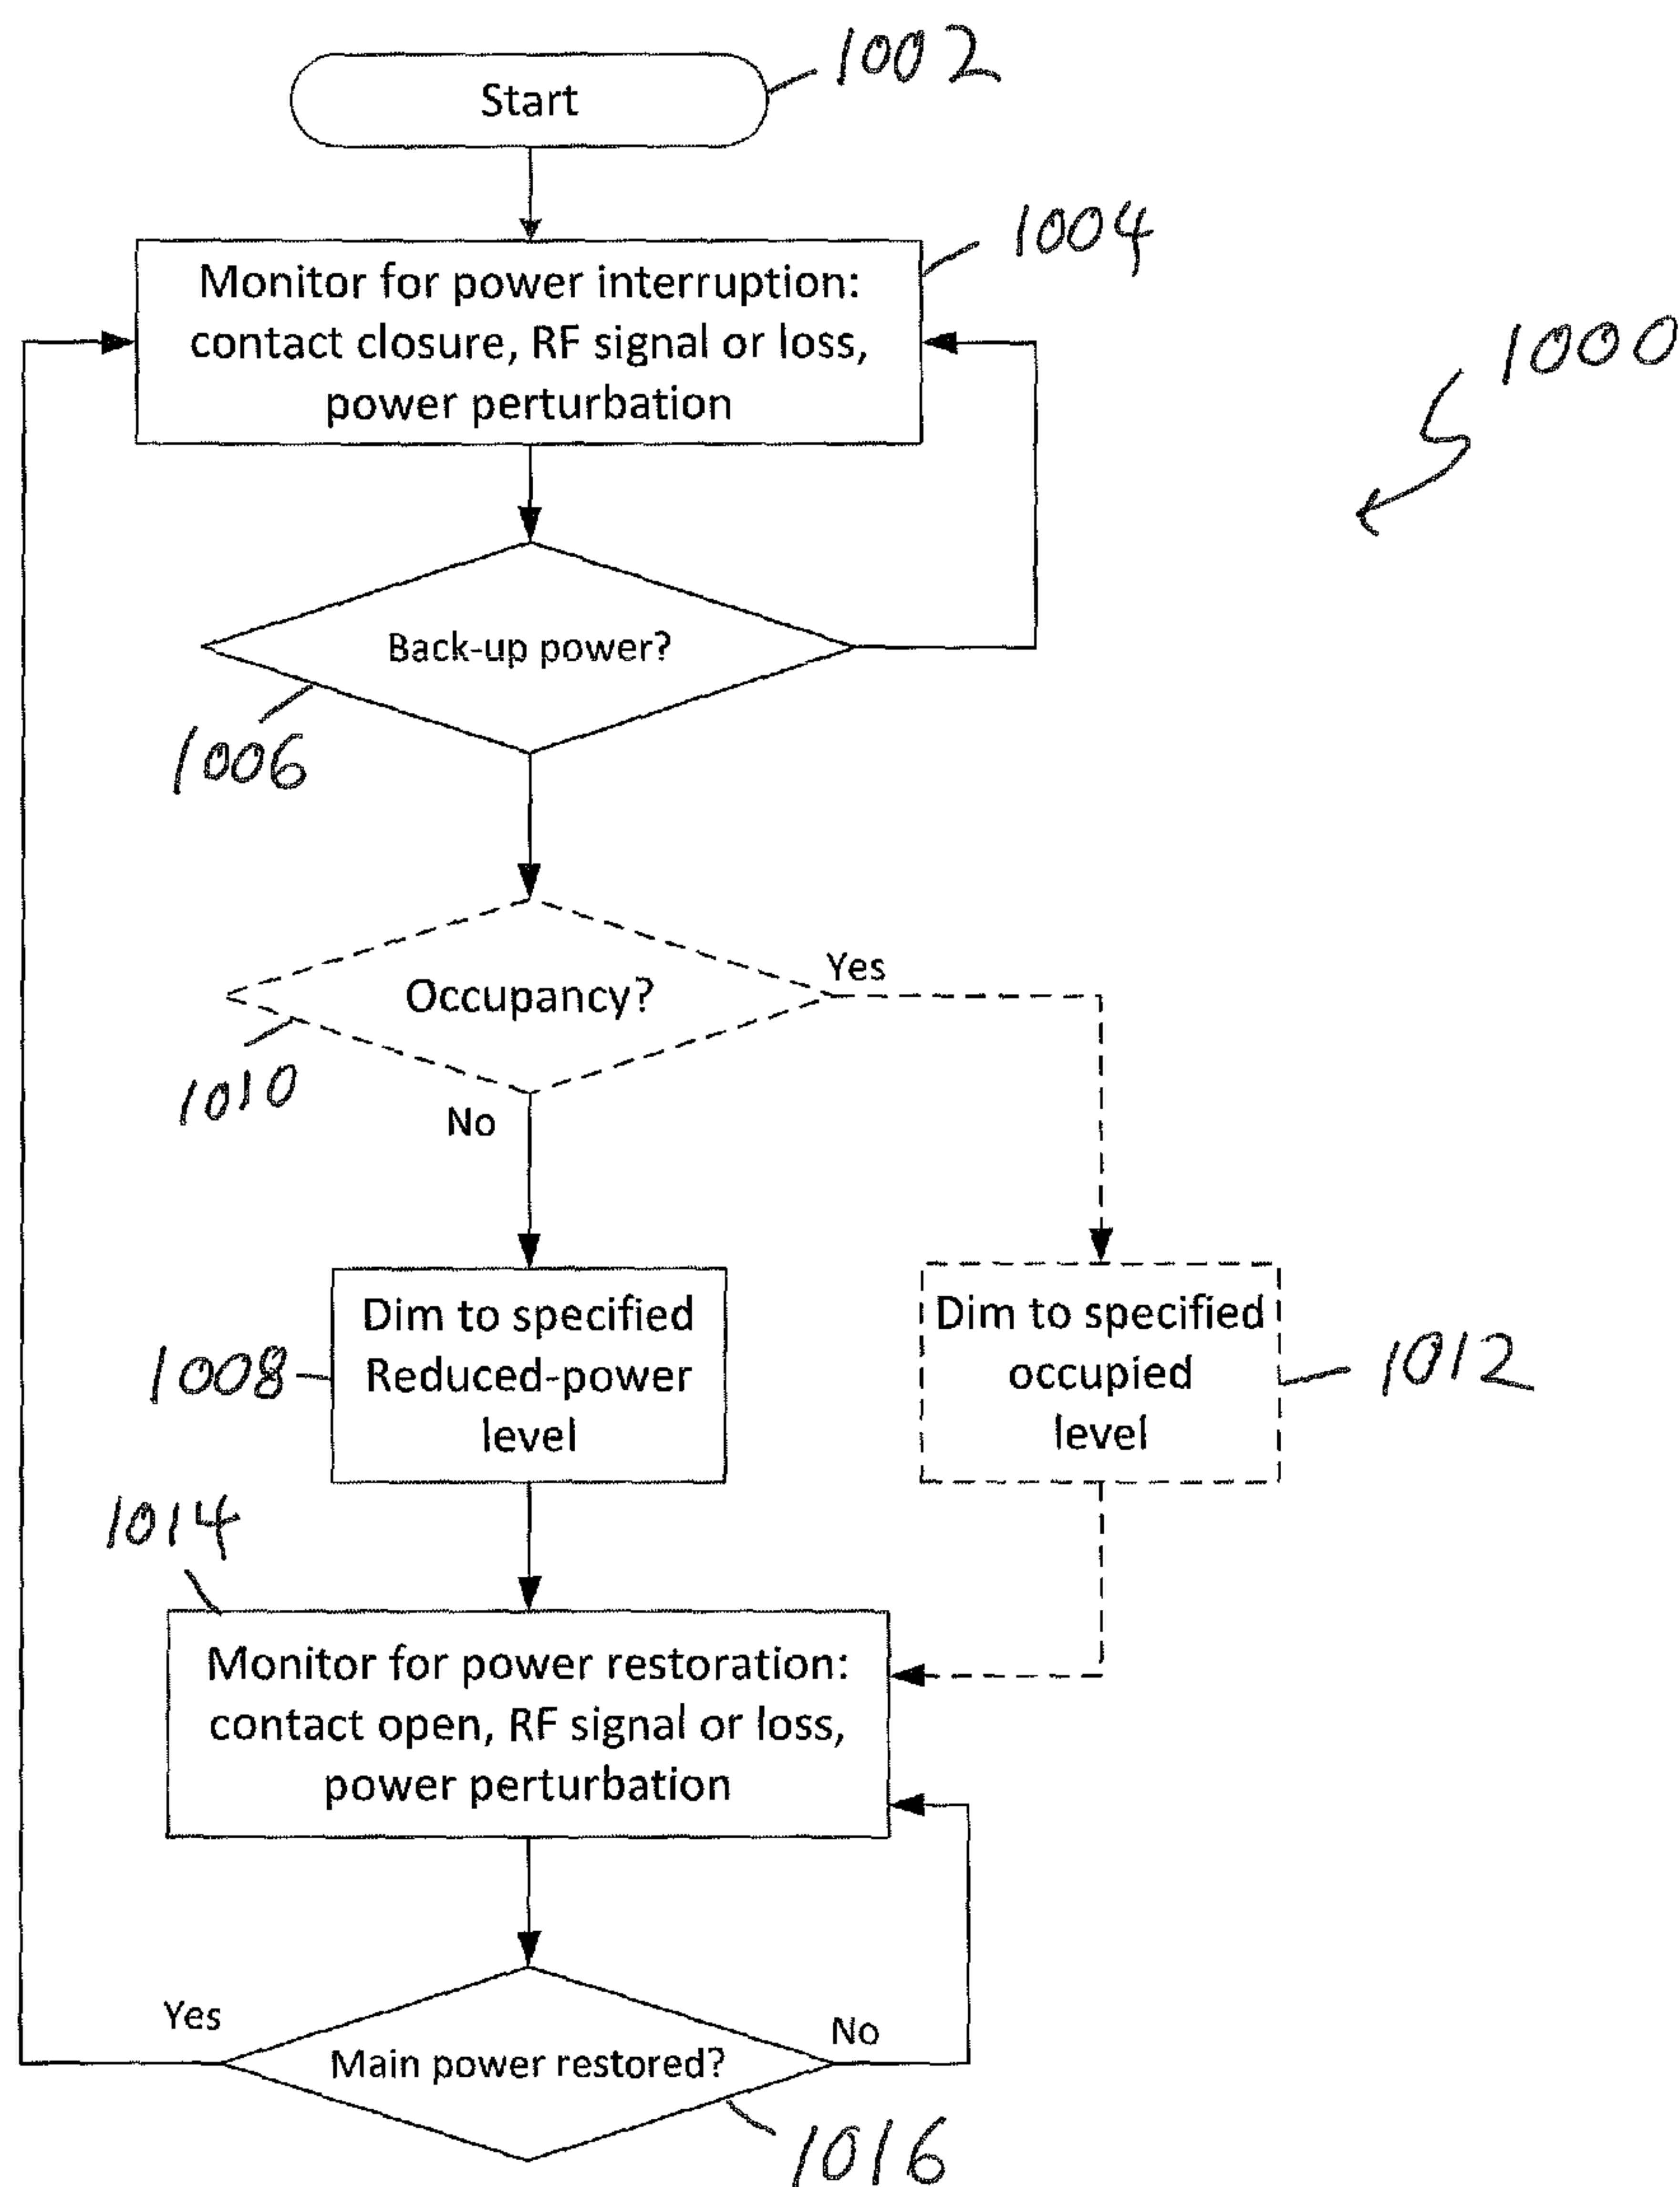 Start
1002
Monitor for power interruption:
contact closure, RF signal or loss,
power perturbation
1004
1000
Back-up power?
1006
Occupancy?
Yes
1010
No
Dim to specified
Reduced-power
level
1008
Dim to specified
occupied
level
1012
1014
Monitor for power restoration:
contact open, RF signal or loss,
power perturbation
Yes
Main power restored?
No
1016